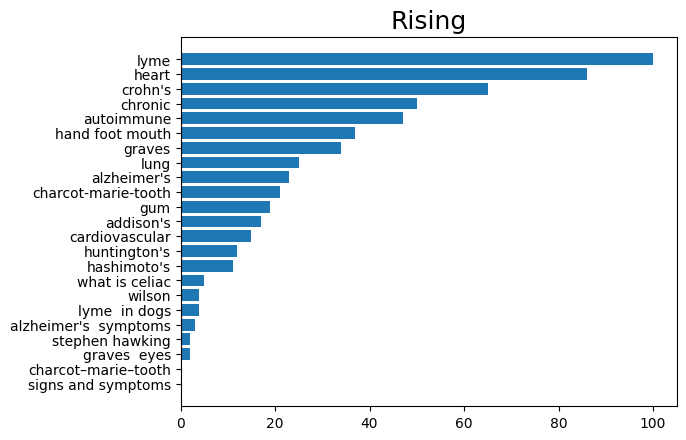 Rising
lyme
heart
crohn's
chronic
autoimmune
hand foot mouth
graves
lung
alzheimer's
charcot-marie-tooth
gum
addison's
cardiovascular
huntington's
hashimoto's
what is celiac
wilson
lyme  in dogs
alzheimer's  symptoms
stephen hawking
graves  eyes
charcot–marie–tooth
signs and symptoms
0 20 40 60 80 100